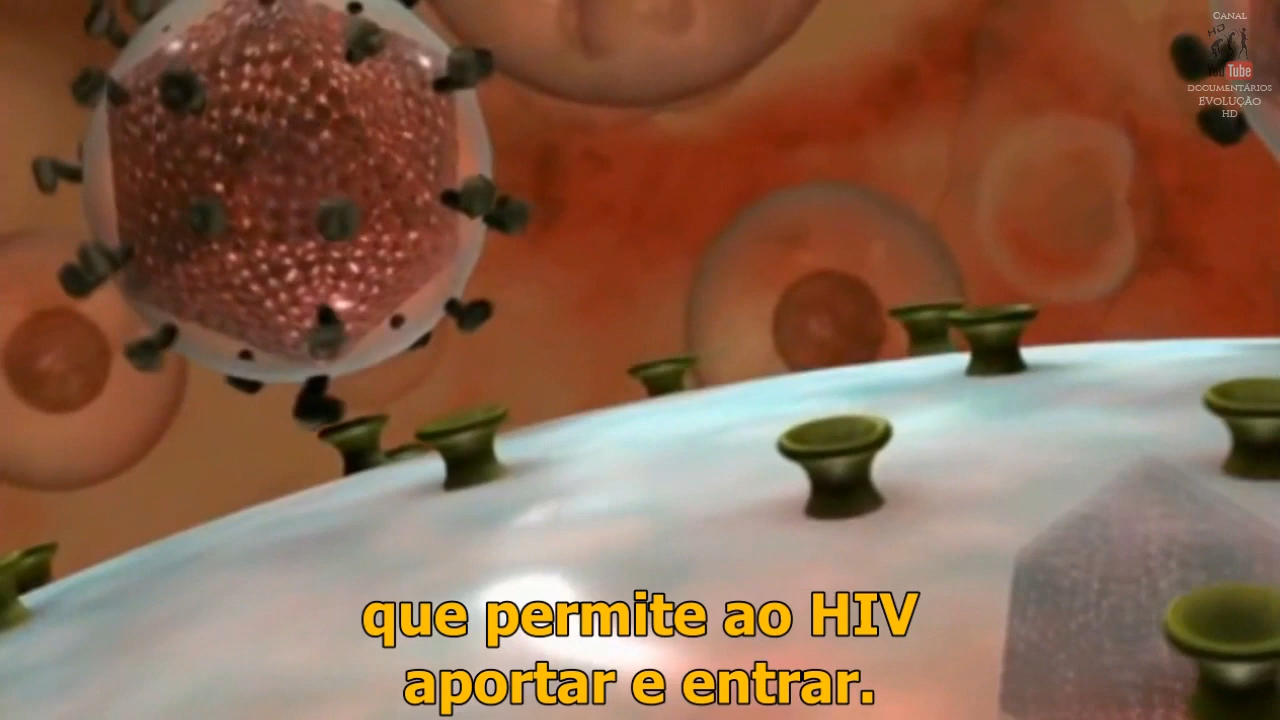 CANAL
HD
YouTube
DOCUMENTÁRIOS
EVOLUÇÃO
HD
que permite ao HIV
aportar e entrar.